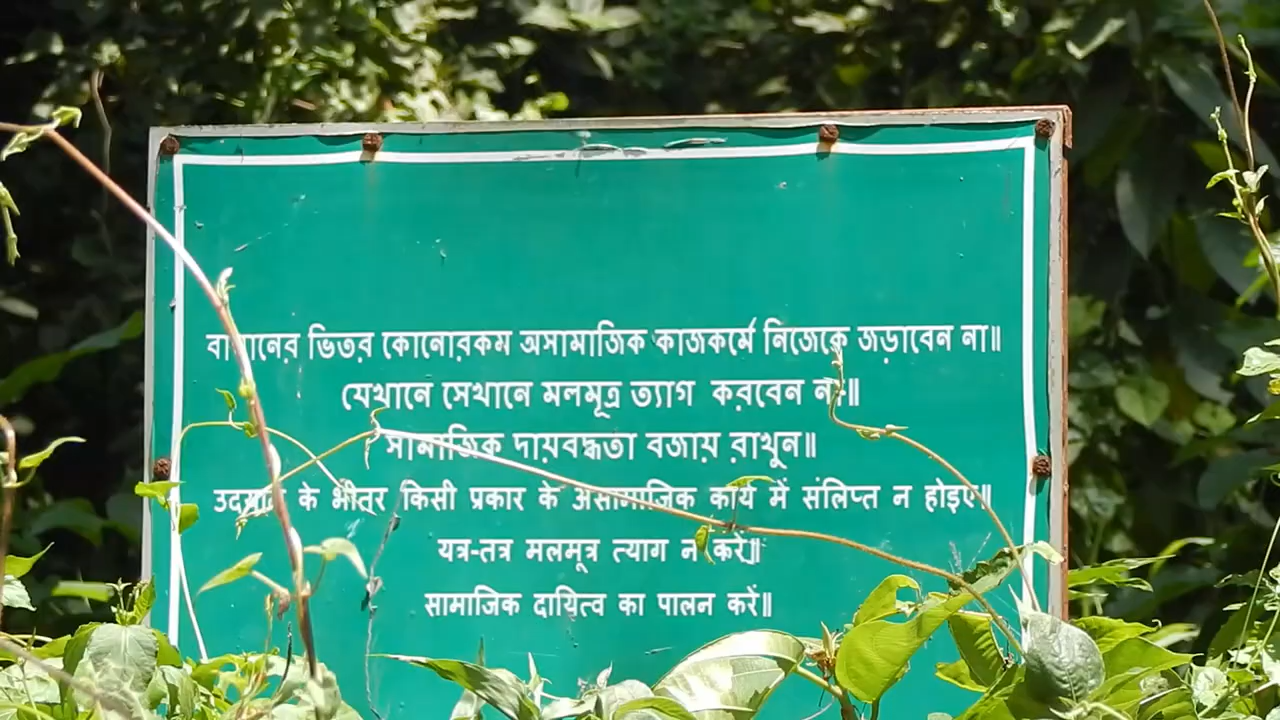 বাগানের ভিতর কোনোরকম অসামাজিক কাজকর্মে নিজেকে জড়াবেন না॥
যেখানে সেখানে মলমূত্র ত্যাগ করবেন না॥
সামাজিক দায়বদ্ধতা বজায় রাখুন॥
उद्यान के भीतर किसी प्रकार के असामाजिक कार्य में संलिप्त न होइए॥
यत्र-तत्र मलमूत्र त्याग न करें॥
सामाजिक दायित्व का पालन करें॥